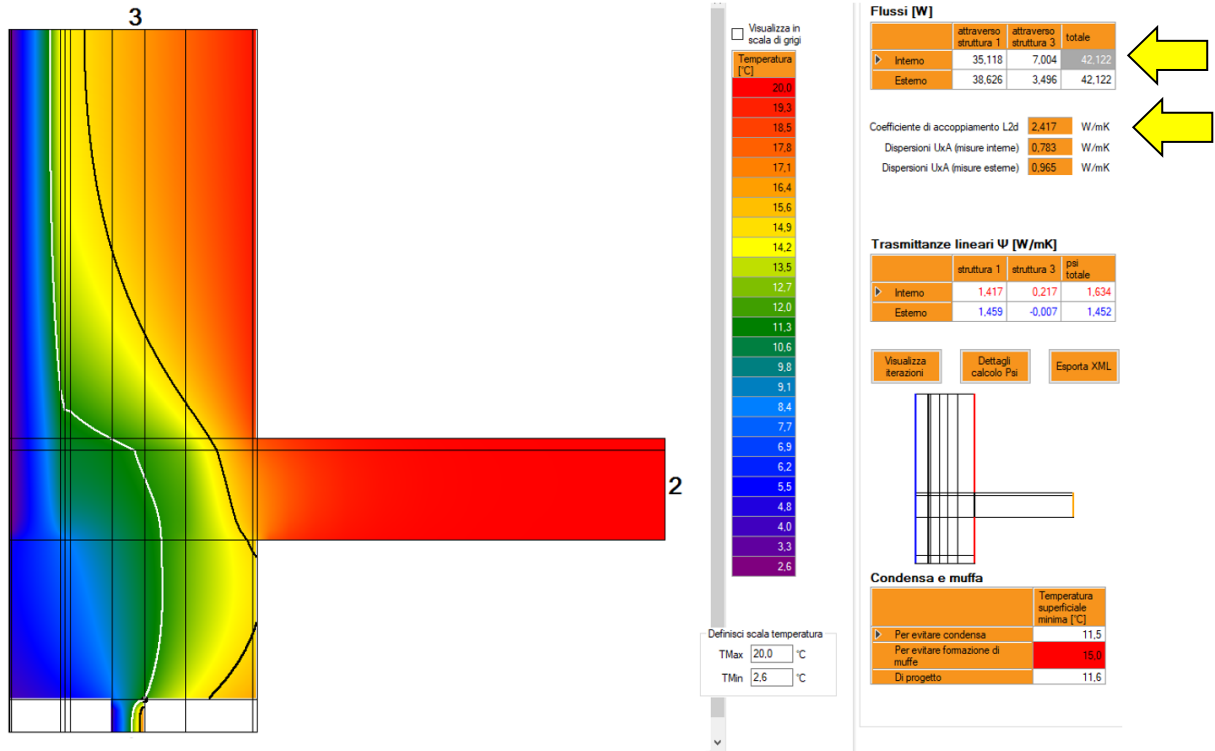 3
2
Visualizza in
scala di grigi
Temperatura
[°C]
20,0
19,3
18,5
17,8
17,1
16,4
15,6
14,9
14,2
13,5
12,7
12,0
11,3
10,6
9,8
9,1
8,4
7,7
6,9
6,2
5,5
4,8
4,0
3,3
2,6
Definisci scala temperatura
TMax 20,0 °C
TMin 2,6 °C
Flussi [W]
attraverso struttura 1 attraverso struttura 3 totale
Interno 35,118 7,004 42,122
Esterno 38,626 3,496 42,122
Coefficiente di accoppiamento L2d 2,417 W/mK
Dispersioni UxA (misure interne) 0,783 W/mK
Dispersioni UxA (misure esterne) 0,965 W/mK
Trasmittanze lineari Ψ [W/mK]
struttura 1 struttura 3 psi totale
Interno 1,417 0,217 1,634
Esterno 1,459 -0,007 1,452
Visualizza iterazioni
Dettagli calcolo Psi
Esporta XML
Condensa e muffa
Temperatura superficiale minima [°C]
Per evitare condensa 11,5
Per evitare formazione di muffe 15,0
Di progetto 11,6